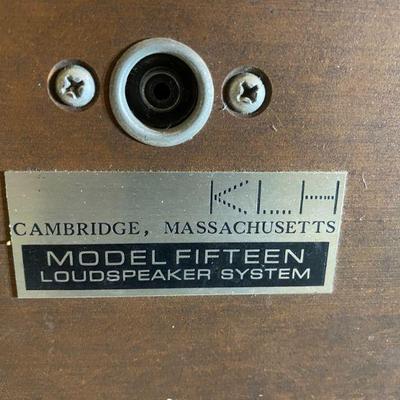 KLH
CAMBRIDGE, MASSACHUSETTS
MODEL FIFTEEN
LOUDSPEAKER SYSTEM